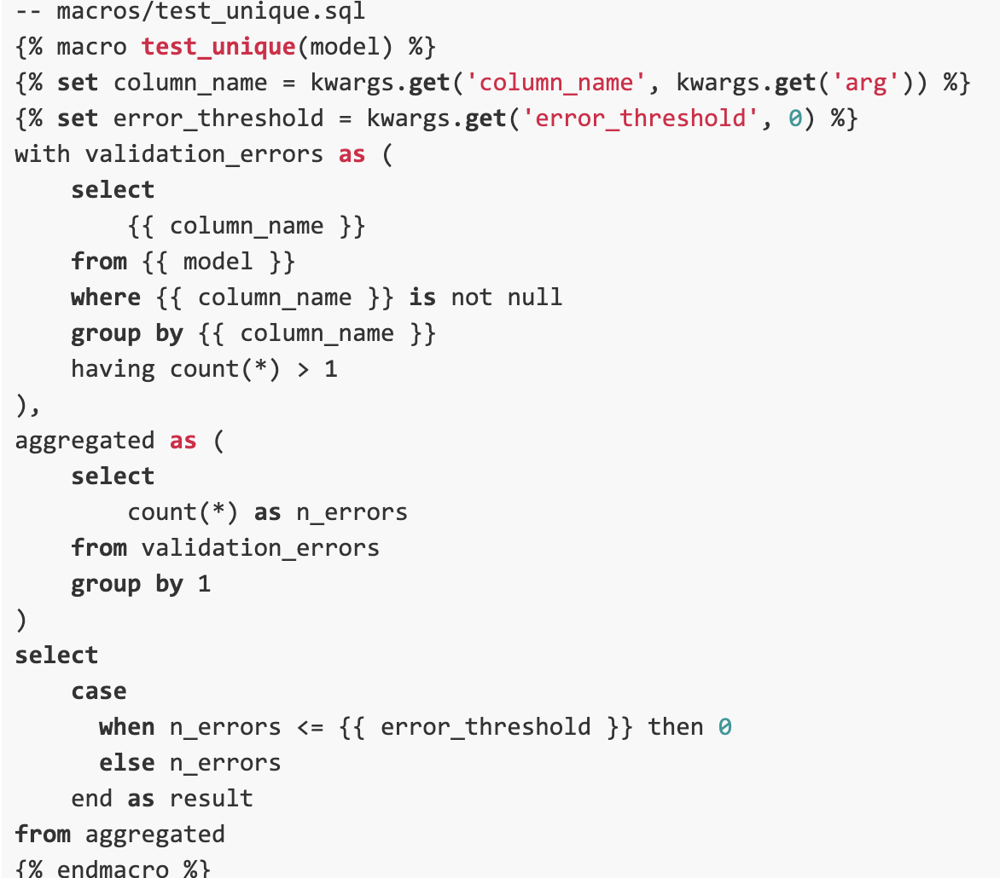 -- macros/test_unique.sql
{% macro test_unique(model) %}
{% set column_name = kwargs.get('column_name', kwargs.get('arg')) %}
{% set error_threshold = kwargs.get('error_threshold', 0) %}
with validation_errors as (
    select
        {{ column_name }}
    from {{ model }}
    where {{ column_name }} is not null
    group by {{ column_name }}
    having count(*) > 1
),
aggregated as (
    select
        count(*) as n_errors
    from validation_errors
    group by 1
)
select
    case
      when n_errors <= {{ error_threshold }} then 0
      else n_errors
    end as result
from aggregated
{% endmacro %}